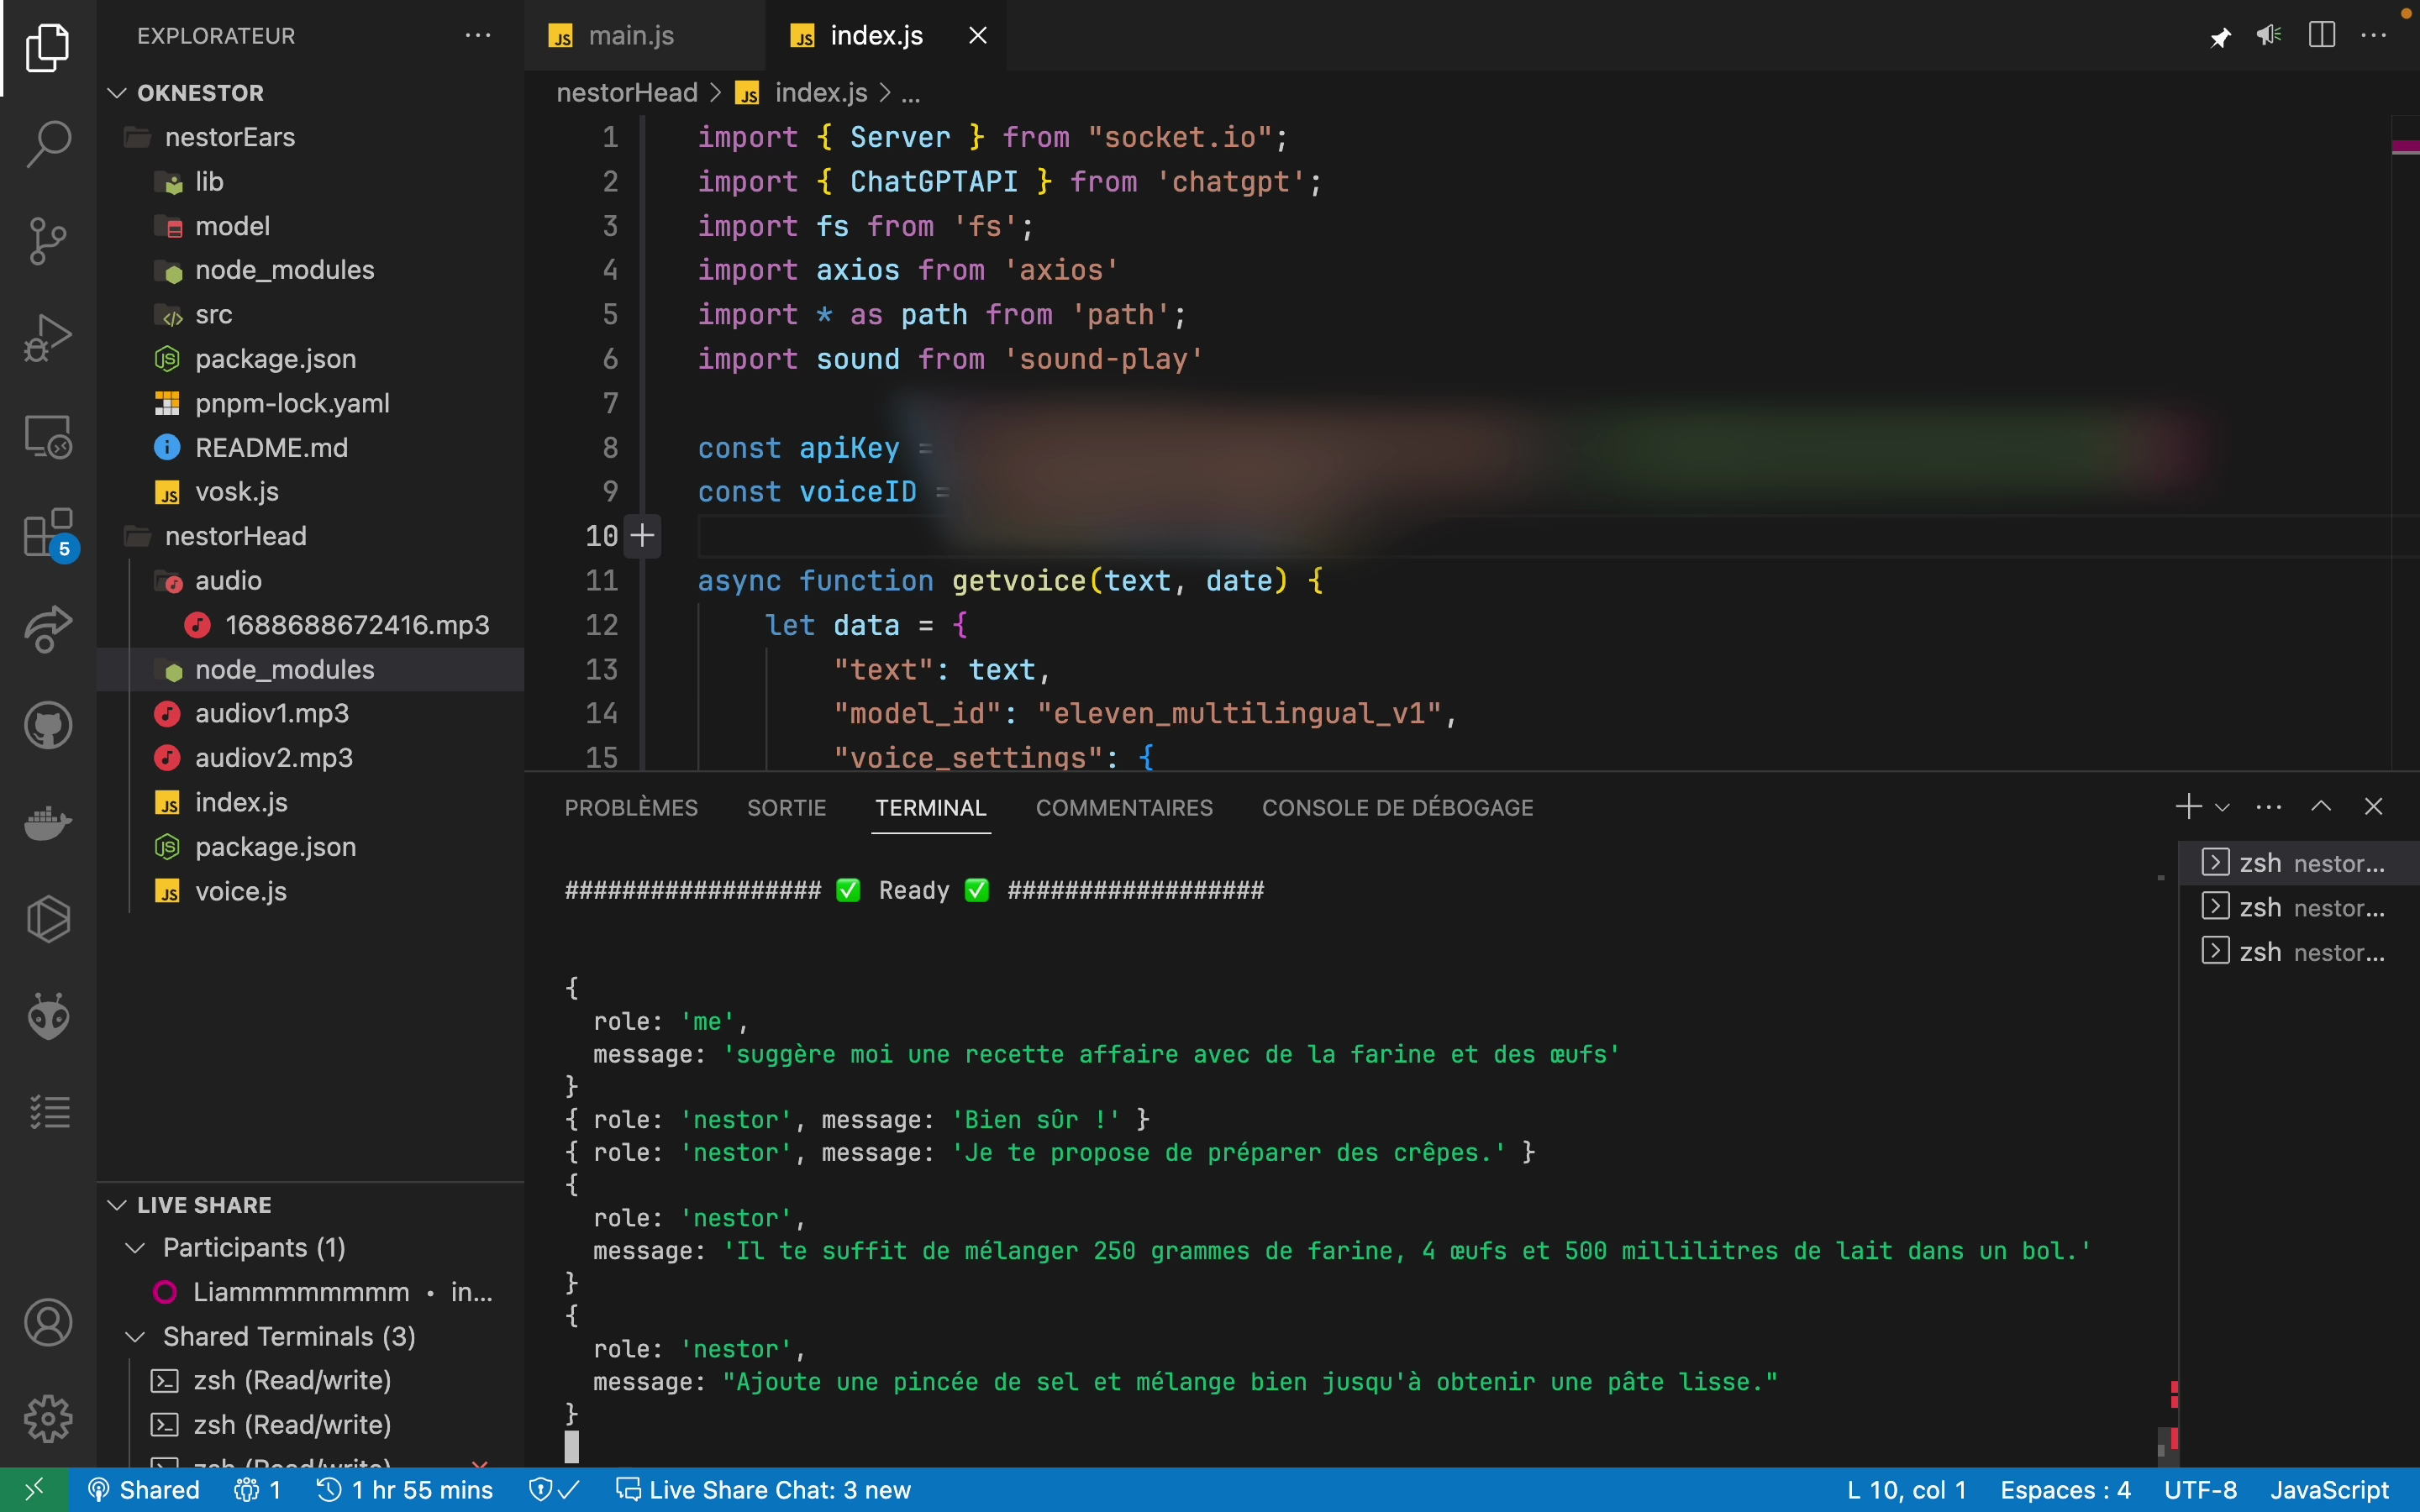 EXPLORATEUR
OKNESTOR
nestorEars
lib
model
node_modules
src
package.json
pnpm-lock.yaml
README.md
vosk.js
nestorHead
audio
1688688672416.mp3
node_modules
audiov1.mp3
audiov2.mp3
index.js
package.json
voice.js
LIVE SHARE
Participants (1)
Liammmmmmmm • in...
Shared Terminals (3)
zsh (Read/write)
zsh (Read/write)
zsh (Read/write)
5
main.js
index.js
nestorHead > index.js > ...
1 import { Server } from "socket.io";
2 import { ChatGPTAPI } from 'chatgpt';
3 import fs from 'fs';
4 import axios from 'axios'
5 import * as path from 'path';
6 import sound from 'sound-play'
7
8 const apiKey =
9 const voiceID =
10
11 async function getvoice(text, date) {
12 let data = {
13 "text": text,
14 "model_id": "eleven_multilingual_v1",
15 "voice_settings": {
PROBLÈMES SORTIE TERMINAL COMMENTAIRES CONSOLE DE DÉBOGAGE
################## ✅ Ready ✅ ##################
{
role: 'me',
message: 'suggère moi une recette affaire avec de la farine et des œufs'
}
{ role: 'nestor', message: 'Bien sûr !' }
{ role: 'nestor', message: 'Je te propose de préparer des crêpes.' }
{
role: 'nestor',
message: 'Il te suffit de mélanger 250 grammes de farine, 4 œufs et 500 millilitres de lait dans un bol.'
}
{
role: 'nestor',
message: "Ajoute une pincée de sel et mélange bien jusqu'à obtenir une pâte lisse."
}
zsh nestor...
zsh nestor...
zsh nestor...
Shared 1 1 hr 55 mins Live Share Chat: 3 new L 10, col 1 Espaces : 4 UTF-8 JavaScript